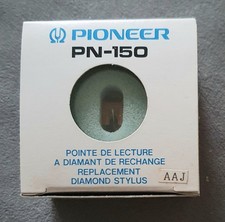 PIONEER
PN-150
POINTE DE LECTURE
A DIAMANT DE RECHANGE
REPLACEMENT
DIAMOND STYLUS
AAJ